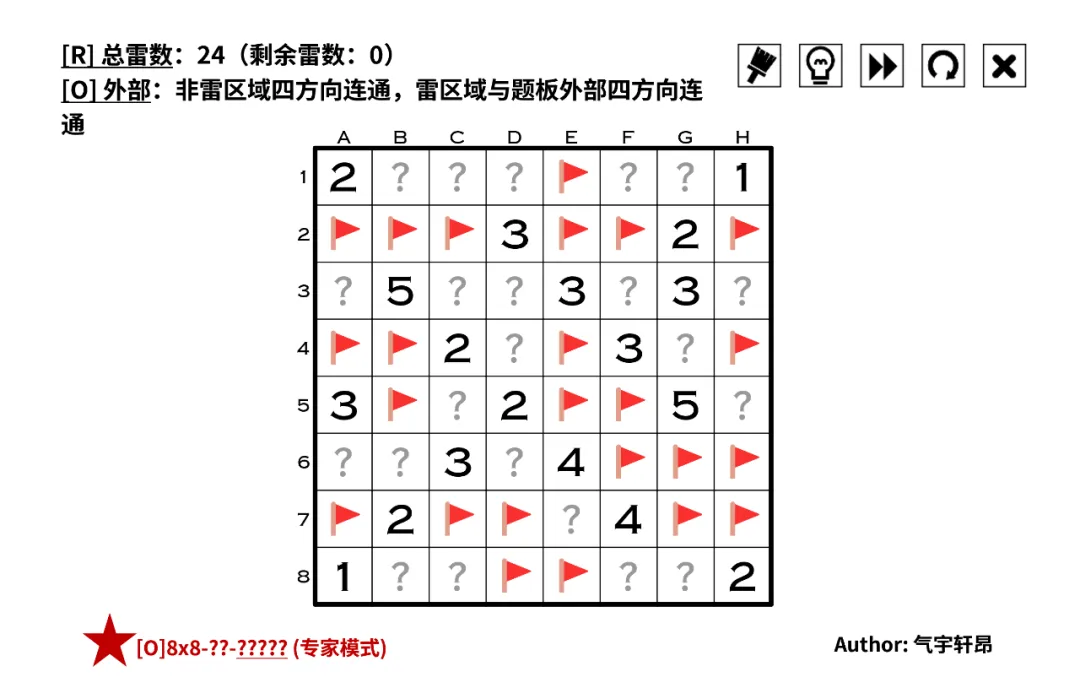 [R] 总雷数：24（剩余雷数：0）
[O] 外部：非雷区域四方向连通，雷区域与题板外部四方向连
通
A B C D E F G H
1 2 ? ? ? ? ? 1
2 3 2
3 ? 5 ? ? 3 ? 3 ?
4 2 ? 3 ?
5 3 ? 2 5 ?
6 ? ? 3 ? 4
7 2 ? 4
8 1 ? ? ? ? 2
[O]8x8-??-????? (专家模式)
Author: 气宇轩昂